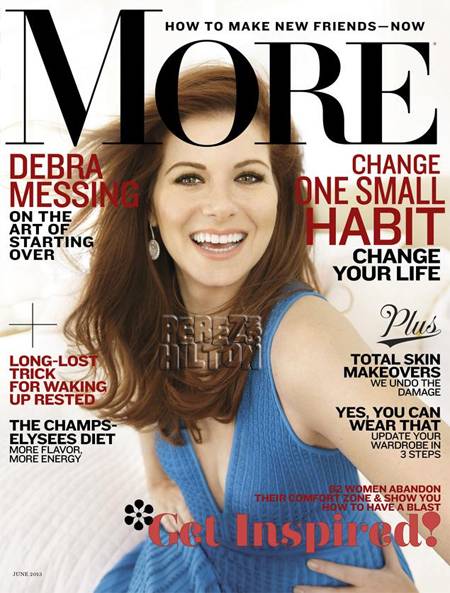 HOW TO MAKE NEW FRIENDS—NOW
MORE
DEBRA
MESSING
ON THE
ART OF
STARTING
OVER
CHANGE
ONE SMALL
HABIT
CHANGE
YOUR LIFE
PEREZ
HILTON
LONG-LOST
TRICK
FOR WAKING
UP RESTED
THE CHAMPS-
ELYSEES DIET
MORE FLAVOR,
MORE ENERGY
Plus
TOTAL SKIN
MAKEOVERS
WE UNDO THE
DAMAGE
YES, YOU CAN
WEAR THAT
UPDATE YOUR
WARDROBE IN
3 STEPS
WOMEN ABANDON
THEIR COMFORT ZONE & SHOW YOU
HOW TO HAVE A BLAST
*Get Inspired!
JUNE 2013